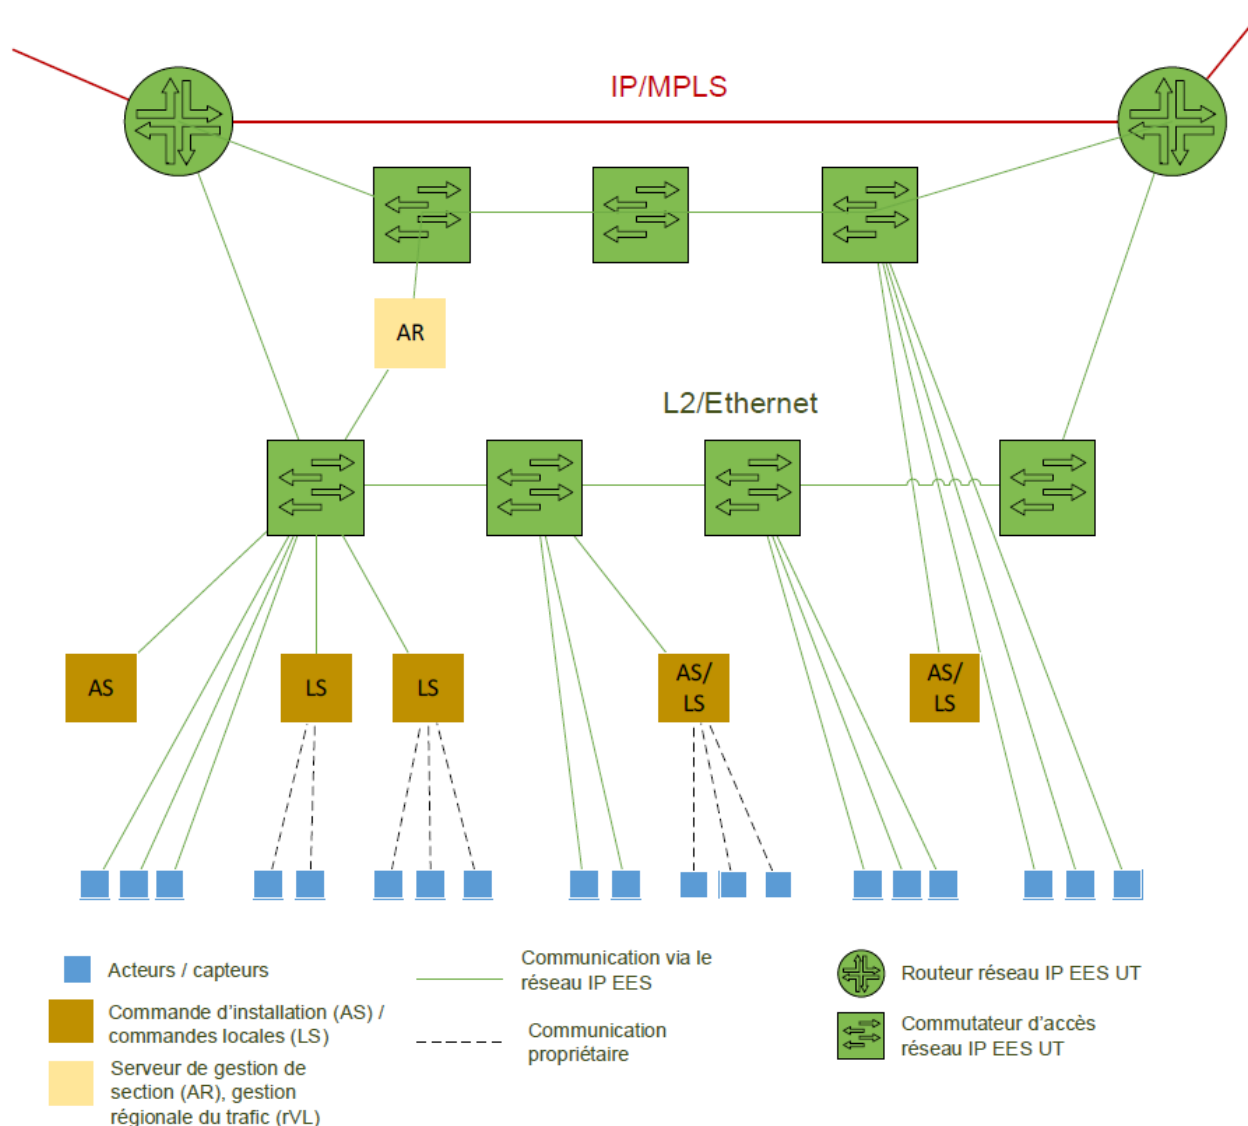 IP/MPLS
AR
L2/Ethernet
AS
LS
LS
AS/
LS
AS/
LS
Acteurs / capteurs
Commande d'installation (AS) /
commandes locales (LS)
Serveur de gestion de
section (AR), gestion
régionale du trafic (rVL)
Communication via le
réseau IP EES
Communication
propriétaire
Routeur réseau IP EES UT
Commutateur d'accès
réseau IP EES UT